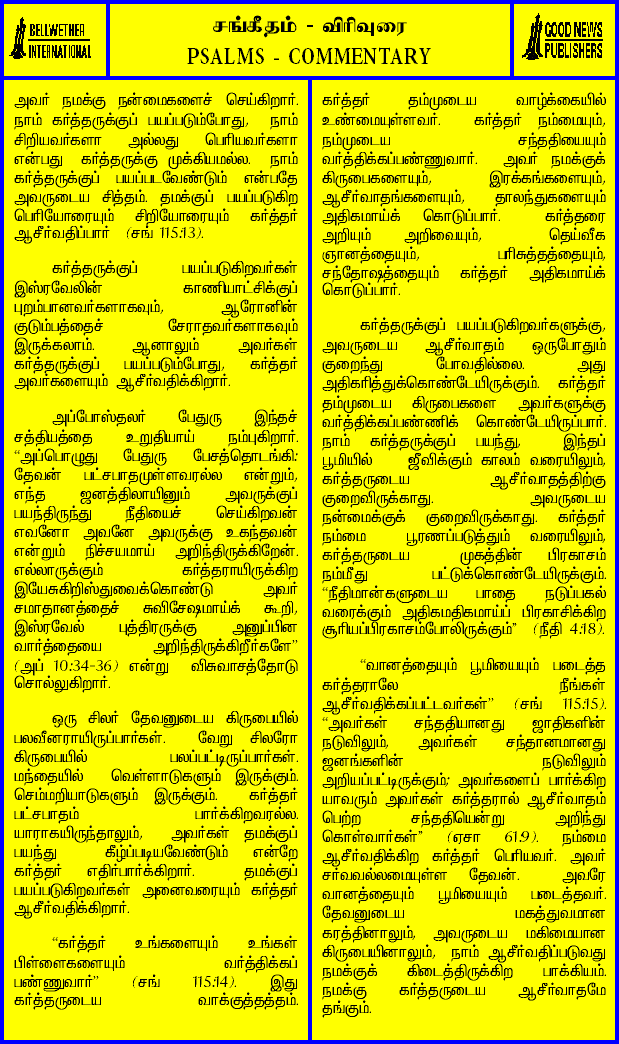 BELLWETHER
INTERNATIONAL
சங்கீதம் - விரிவுரை
PSALMS - COMMENTARY
GOOD NEWS
PUBLISHERS
அவர் நமக்கு நன்மைகளைச் செய்கிறார்.
நாம் கர்த்தருக்குப் பயப்படும்போது, நாம்
சிறியவர்களா அல்லது பெரியவர்களா
என்பது கர்த்தருக்கு முக்கியமல்ல. நாம்
கர்த்தருக்குப் பயப்படவேண்டும் என்பதே
அவருடைய சித்தம். தமக்குப் பயப்படுகிற
பெரியோரையும் சிறியோரையும் கர்த்தர்
ஆசீர்வதிப்பார் (சங் 115:13).
கர்த்தருக்குப் பயப்படுகிறவர்கள்
இஸ்ரவேலின் காணியாட்சிக்குப்
புறம்பானவர்களாகவும், ஆரோனின்
குடும்பத்தைச் சேராதவர்களாகவும்
இருக்கலாம். ஆனாலும் அவர்கள்
கர்த்தருக்குப் பயப்படும்போது, கர்த்தர்
அவர்களையும் ஆசீர்வதிக்கிறார்.
அப்போஸ்தலர் பேதுரு இந்தச்
சத்தியத்தை உறுதியாய் நம்புகிறார்.
“அப்பொழுது பேதுரு பேசத்தொடங்கி:
தேவன் பட்சபாதமுள்ளவரல்ல என்றும்,
எந்த ஜனத்திலாயினும் அவருக்குப்
பயந்திருந்து நீதியைச் செய்கிறவன்
எவனோ அவனே அவருக்கு உகந்தவன்
என்றும் நிச்சயமாய் அறிந்திருக்கிறேன்.
எல்லாருக்கும் கர்த்தராயிருக்கிற
இயேசுகிறிஸ்துவைக்கொண்டு அவர்
சமாதானத்தைச் சுவிசேஷமாய்க் கூறி,
இஸ்ரவேல் புத்திரருக்கு அனுப்பின
வார்த்தையை அறிந்திருக்கிறீர்களே”
(அப் 10:34-36) என்று விசுவாசத்தோடு
சொல்லுகிறார்.
ஒரு சிலர் தேவனுடைய கிருபையில்
பலவீனராயிருப்பார்கள். வேறு சிலரோ
கிருபையில் பலப்பட்டிருப்பார்கள்.
மந்தையில் வெள்ளாடுகளும் இருக்கும்.
செம்மறியாடுகளும் இருக்கும். கர்த்தர்
பட்சபாதம் பார்க்கிறவரல்ல.
யாராகயிருந்தாலும், அவர்கள் தமக்குப்
பயந்து கீழ்ப்படியவேண்டும் என்றே
கர்த்தர் எதிர்பார்க்கிறார். தமக்குப்
பயப்படுகிறவர்கள் அனைவரையும் கர்த்தர்
ஆசீர்வதிக்கிறார்.
“கர்த்தர் உங்களையும் உங்கள்
பிள்ளைகளையும் வர்த்திக்கப்
பண்ணுவார்” (சங் 115:14). இது
கர்த்தருடைய வாக்குத்தத்தம்.
கர்த்தர் தம்முடைய வாழ்க்கையில்
உண்மையுள்ளவர். கர்த்தர் நம்மையும்,
நம்முடைய சந்ததியையும்
வர்த்திக்கப்பண்ணுவார். அவர் நமக்குக்
கிருபைகளையும், இரக்கங்களையும்,
ஆசீர்வாதங்களையும், தாலந்துகளையும்
அதிகமாய்க் கொடுப்பார். கர்த்தரை
அறியும் அறிவையும், தெய்வீக
ஞானத்தையும், பரிசுத்தத்தையும்,
சந்தோஷத்தையும் கர்த்தர் அதிகமாய்க்
கொடுப்பார்.
கர்த்தருக்குப் பயப்படுகிறவர்களுக்கு,
அவருடைய ஆசீர்வாதம் ஒருபோதும்
குறைந்து போவதில்லை. அது
அதிகரித்துக்கொண்டேயிருக்கும். கர்த்தர்
தம்முடைய கிருபைகளை அவர்களுக்கு
வர்த்திக்கப்பண்ணிக் கொண்டேயிருப்பார்.
நாம் கர்த்தருக்குப் பயந்து, இந்தப்
பூமியில் ஜீவிக்கும் காலம் வரையிலும்,
கர்த்தருடைய ஆசீர்வாதத்திற்கு
குறைவிருக்காது. அவருடைய
நன்மைக்குக் குறைவிருக்காது. கர்த்தர்
நம்மை பூரணப்படுத்தும் வரையிலும்,
கர்த்தருடைய முகத்தின் பிரகாசம்
நம்மீது பட்டுக்கொண்டேயிருக்கும்.
“நீதிமான்களுடைய பாதை நடுப்பகல்
வரைக்கும் அதிகமதிகமாய்ப் பிரகாசிக்கிற
சூரியப்பிரகாசம்போலிருக்கும்” (நீதி 4:18).
“வானத்தையும் பூமியையும் படைத்த
கர்த்தராலே நீங்கள்
ஆசீர்வதிக்கப்பட்டவர்கள்” (சங் 115:15).
“அவர்கள் சந்ததியானது ஜாதிகளின்
நடுவிலும், அவர்கள் சந்தானமானது
ஜனங்களின் நடுவிலும்
அறியப்பட்டிருக்கும்; அவர்களைப் பார்க்கிற
யாவரும் அவர்கள் கர்த்தரால் ஆசீர்வாதம்
பெற்ற சந்ததியென்று அறிந்து
கொள்வார்கள்” (ஏசா 61:9). நம்மை
ஆசீர்வதிக்கிற கர்த்தர் பெரியவர். அவர்
சர்வவல்லமையுள்ள தேவன். அவரே
வானத்தையும் பூமியையும் படைத்தவர்.
தேவனுடைய மகத்துவமான
கரத்தினாலும், அவருடைய மகிமையான
கிருபையினாலும், நாம் ஆசீர்வதிப்படுவது
நமக்குக் கிடைத்திருக்கிற பாக்கியம்.
நமக்கு கர்த்தருடைய ஆசீர்வாதமே
தங்கும்.